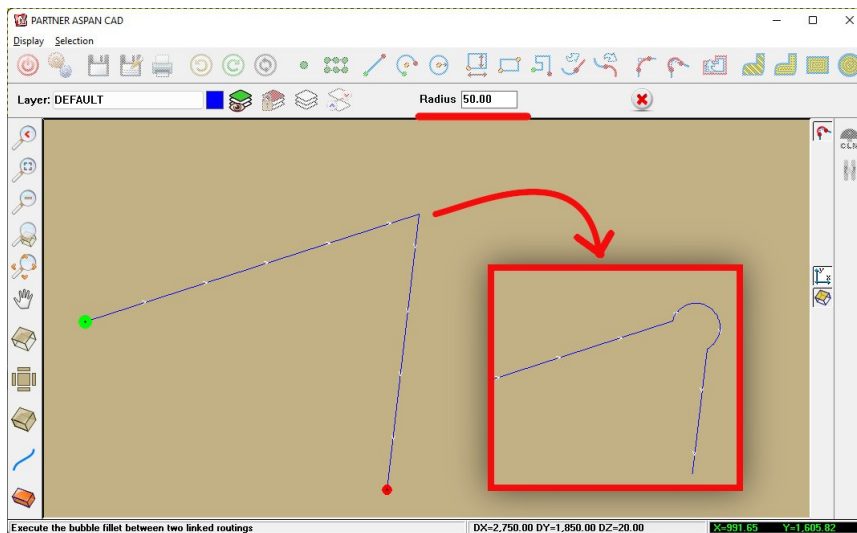 PARTNER ASPAN CAD
Display Selection
Layer: DEFAULT Radius 50.00
CLN
Y
X
Execute the bubble fillet between two linked routings DX=2,750.00 DY=1,850.00 DZ=20.00 X=991.65 Y=1,605.82